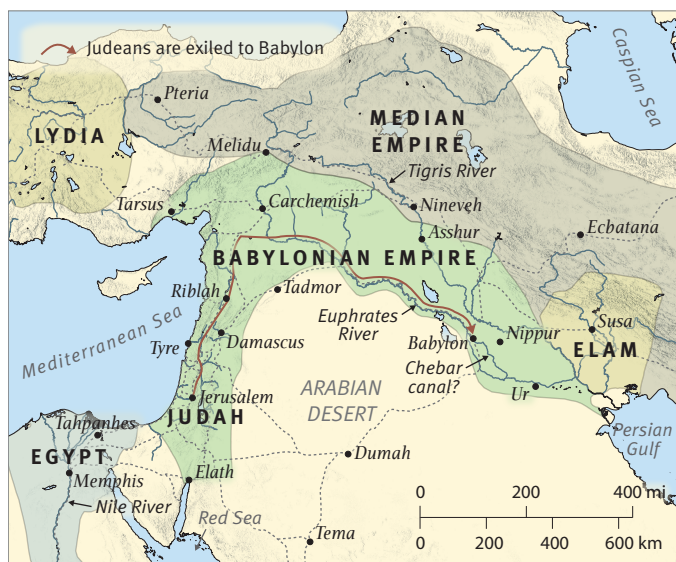 Judeans are exiled to Babylon
Caspian Sea
Pteria
MEDIAN
EMPIRE
LYDIA
Melidu
Tigris River
Tarsus
Carchemish
Nineveh
Asshur
Ecbatana
BABYLONIAN EMPIRE
Riblah
Tadmor
Mediterranean Sea
Euphrates
River
Susa
Tyre
Damascus
Babylon
Nippur
ELAM
Chebar
canal?
Ur
Jerusalem
JUDAH
ARABIAN
DESERT
Tahpanhes
Persian
Gulf
EGYPT
Dumah
Memphis
Elath
Nile River
0 200 400 mi
0 200 400 600 km
Red Sea
Tema